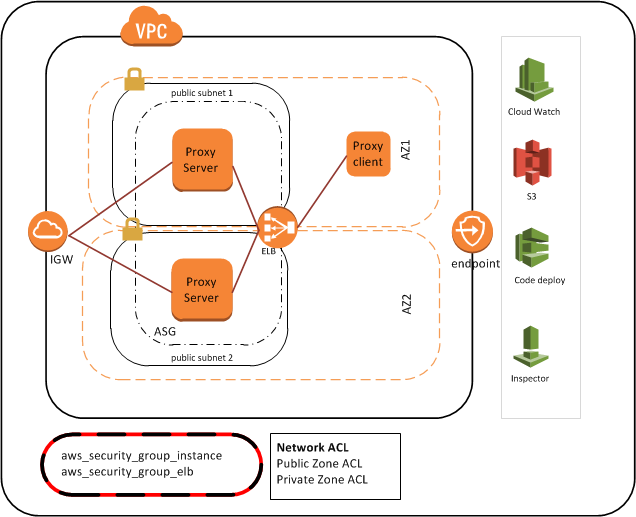 VPC
public subnet 1
Proxy
Server
Proxy
client
AZ1
IGW
ELB
endpoint
Proxy
Server
AZ2
ASG
public subnet 2
Cloud Watch
S3
Code deploy
Inspector
aws_security_group_instance
aws_security_group_elb
Network ACL
Public Zone ACL
Private Zone ACL